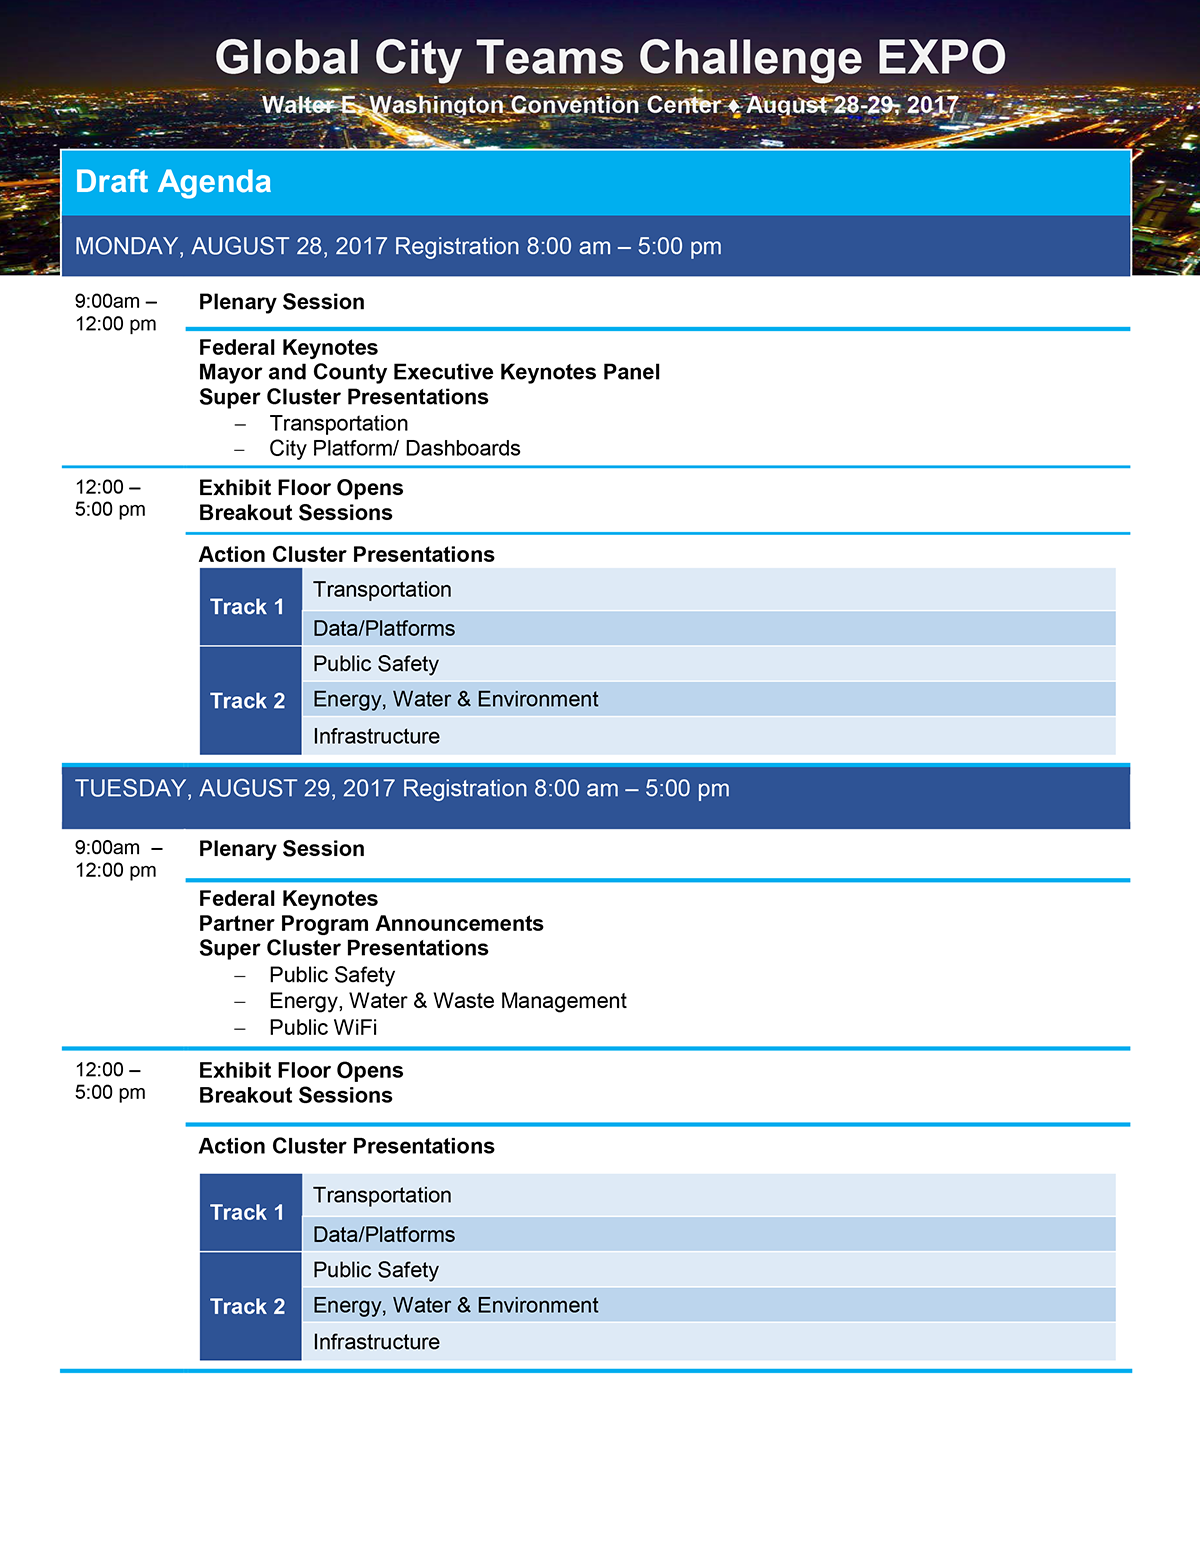 Global City Teams Challenge EXPO
Walter E. Washington Convention Center ♦ August 28-29, 2017
Draft Agenda
MONDAY, AUGUST 28, 2017 Registration 8:00 am – 5:00 pm
9:00am –
12:00 pm
Plenary Session
Federal Keynotes
Mayor and County Executive Keynotes Panel
Super Cluster Presentations
– Transportation
– City Platform/ Dashboards
12:00 –
5:00 pm
Exhibit Floor Opens
Breakout Sessions
Action Cluster Presentations
Track 1
Transportation
Data/Platforms
Track 2
Public Safety
Energy, Water & Environment
Infrastructure
TUESDAY, AUGUST 29, 2017 Registration 8:00 am – 5:00 pm
9:00am –
12:00 pm
Plenary Session
Federal Keynotes
Partner Program Announcements
Super Cluster Presentations
– Public Safety
– Energy, Water & Waste Management
– Public WiFi
12:00 –
5:00 pm
Exhibit Floor Opens
Breakout Sessions
Action Cluster Presentations
Track 1
Transportation
Data/Platforms
Track 2
Public Safety
Energy, Water & Environment
Infrastructure